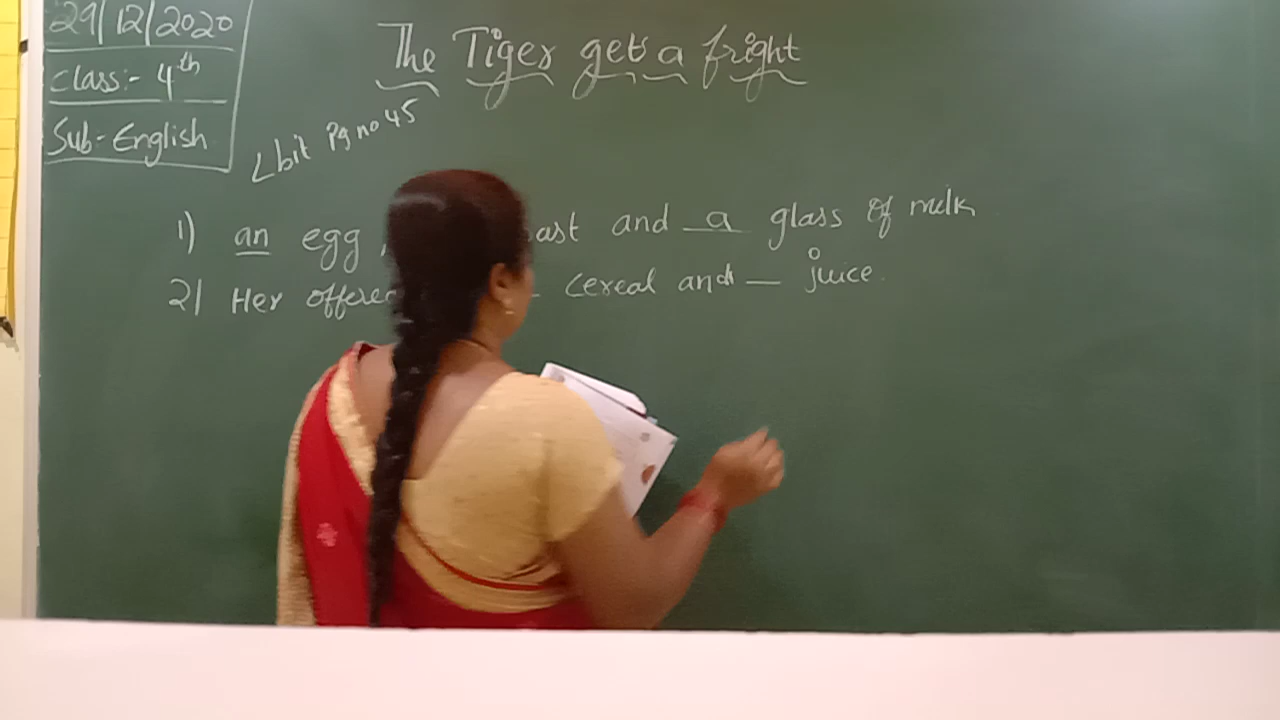 29/12/2020
The Tiger gets a fright
Class:- 4th
Sub:- English
bit Pg no 45
1) an egg ast and a glass of milk
2) Her offered — cereal and — juice.